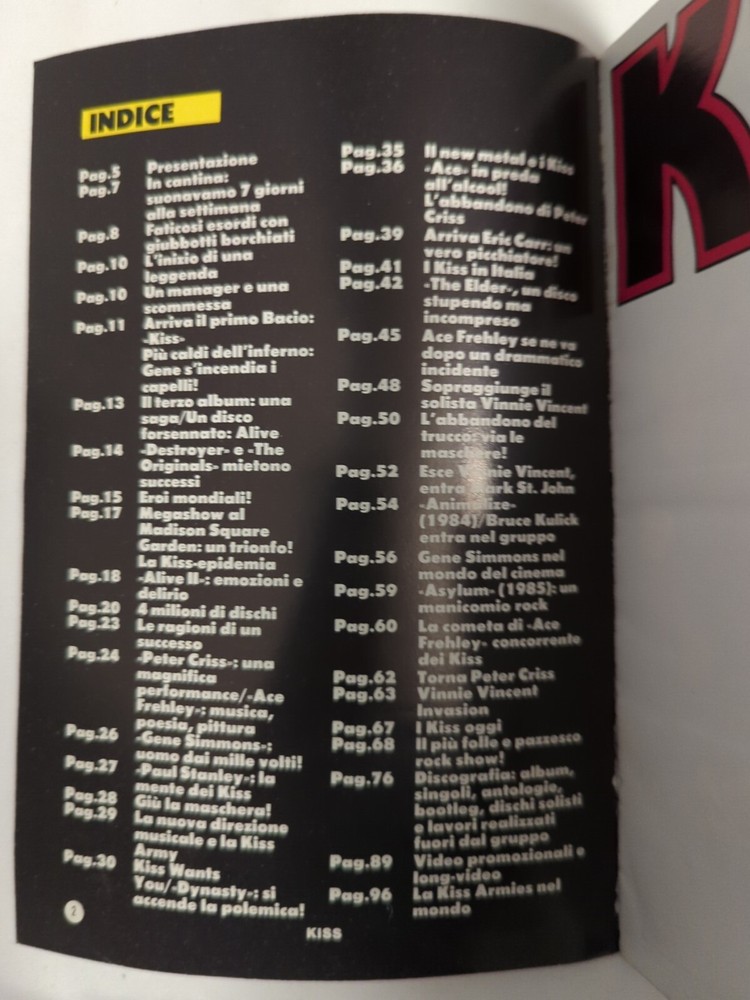 INDICE
Pag.5 Presentazione
Pag.7 In cantina:
suonavamo 7 giorni
alla settimana
Pag.8 Faticosi esordi con
giubbotti borchiati
Pag.10 L'inizio di una
leggenda
Pag.10 Un manager e una
scommessa
Pag.11 Arriva il primo Bacio:
-Kiss-
Più caldi dell'inferno:
Gene s'incendia i
capelli!
Pag.13 Il terzo album: una
saga/Un disco
forsennato: Alive
Pag.14 -Destroyer- e -The
Originals- mietono
successi
Pag.15 Eroi mondiali!
Pag.17 Megashow al
Madison Square
Garden: un trionfo!
La Kiss-epidemia
Pag.18 -Alive II-: emozioni e
delirio
Pag.20 4 milioni di dischi
Pag.23 Le ragioni di un
successo
Pag.24 -Peter Criss-: una
magnifica
performance/-Ace
Frehley-: musica,
poesia, pittura
Pag.26 -Gene Simmons-:
uomo dai mille volti!
Pag.27 -Paul Stanley-: la
mente dei Kiss
Pag.28 Giù la maschera!
Pag.29 La nuova direzione
musicale e la Kiss
Army
Pag.30 Kiss Wants
You/-Dynasty-: si
accende la polemica!
Pag.35 Il new metal e i Kiss
Pag.36 -Ace- in preda
all'alcool!
L'abbandono di Peter
Criss
Pag.39 Arriva Eric Carr: un
vero picchiatore!
Pag.41 I Kiss in Italia
Pag.42 -The Elder-, un disco
stupendo ma
incompreso
Pag.45 Ace Frehley se ne va
dopo un drammatico
incidente
Pag.48 Sopraggiunge il
solista Vinnie Vincent
Pag.50 L'abbandono del
trucco: via le
maschere!
Pag.52 Esce Vinnie Vincent,
entra Mark St. John
Pag.54 -Animalize-
(1984)/Bruce Kulick
entra nel gruppo
Pag.56 Gene Simmons nel
mondo del cinema
Pag.59 -Asylum- (1985): un
manicomio rock
Pag.60 La cometa di -Ace
Frehley- concorrente
dei Kiss
Pag.62 Torna Peter Criss
Pag.63 Vinnie Vincent
Invasion
Pag.67 I Kiss oggi
Pag.68 Il più folle e pazzesco
rock show!
Pag.76 Discografia: album,
singoli, antologie,
bootleg, dischi solisti
e lavori realizzati
fuori dal gruppo
Pag.89 Video promozionali e
long-video
Pag.96 La Kiss Armies nel
mondo
2
KISS
K